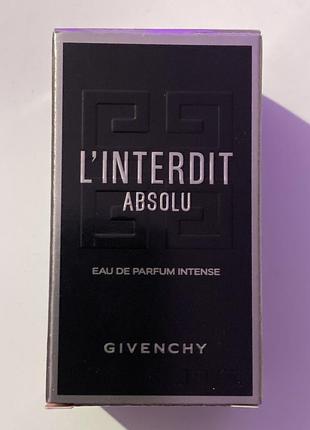 L'INTERDIT
ABSOLU
EAU DE PARFUM INTENSE
GIVENCHY